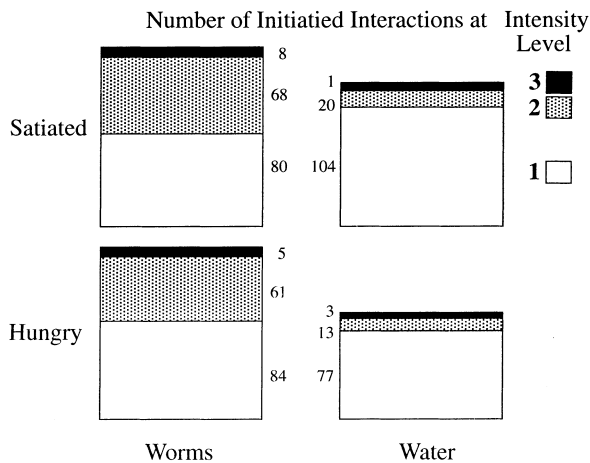 Number of Initiatied Interactions at
Intensity
Level
3
2
1
Satiated
8
68
80
1
20
104
Hungry
5
61
84
3
13
77
Worms
Water